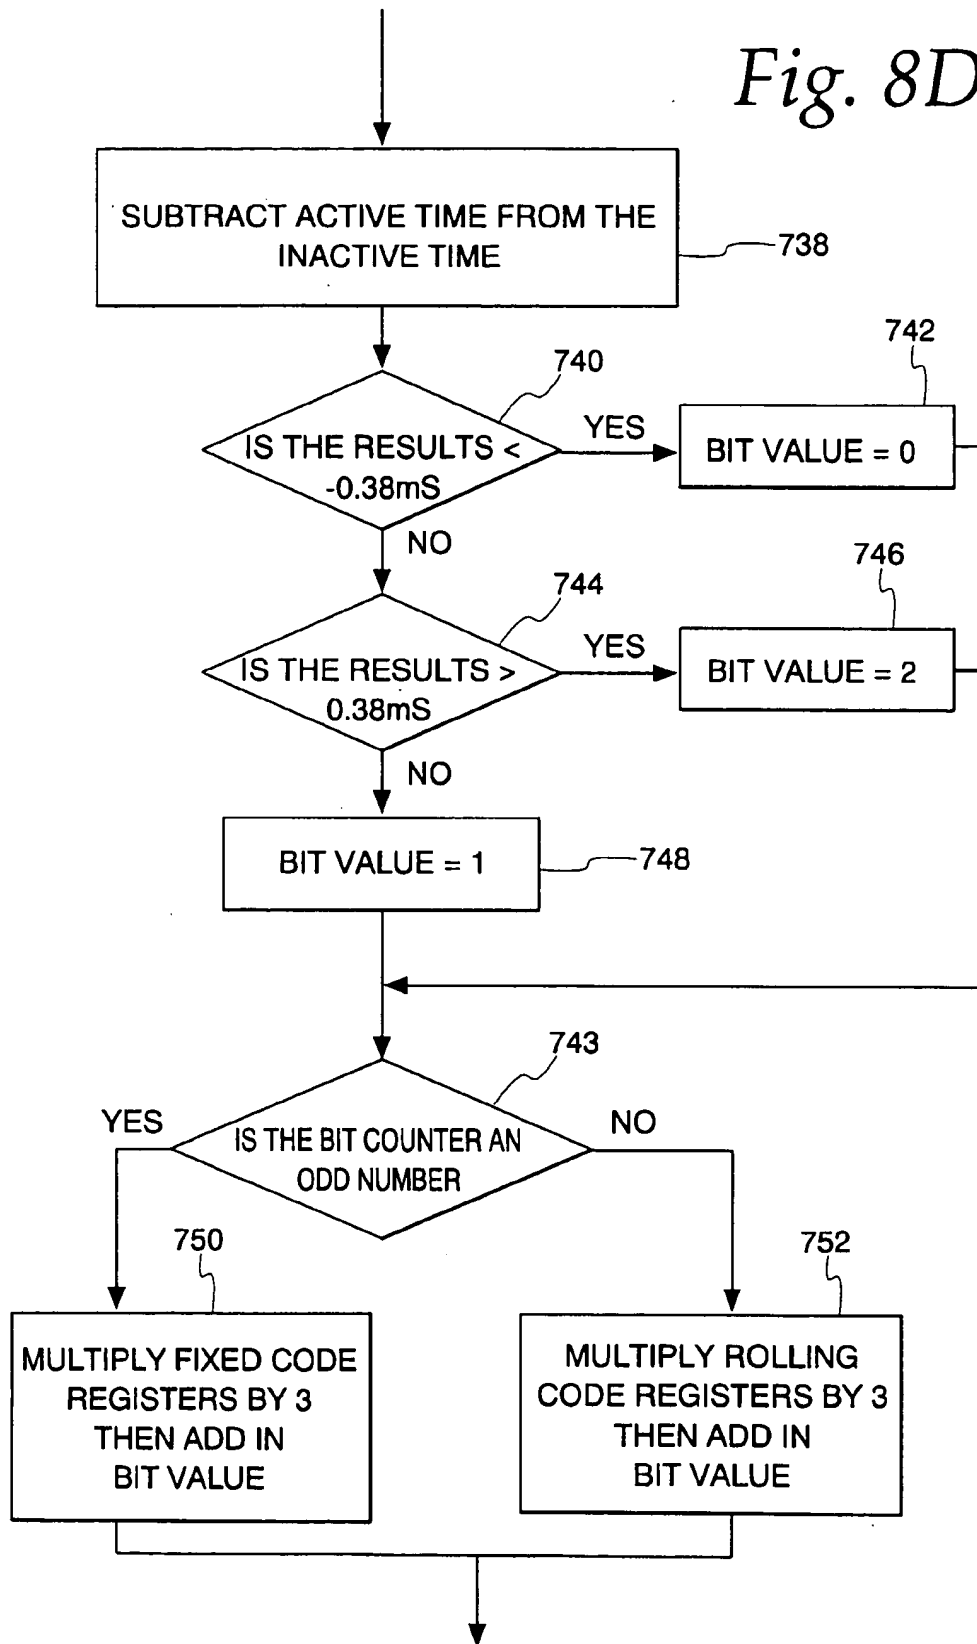 Fig. 8D
SUBTRACT ACTIVE TIME FROM THE
INACTIVE TIME
738
740
IS THE RESULTS <
-0.38mS
YES
742
BIT VALUE = 0
NO
744
IS THE RESULTS >
0.38mS
YES
746
BIT VALUE = 2
NO
BIT VALUE = 1
748
743
IS THE BIT COUNTER AN
ODD NUMBER
YES
NO
750
MULTIPLY FIXED CODE
REGISTERS BY 3
THEN ADD IN
BIT VALUE
752
MULTIPLY ROLLING
CODE REGISTERS BY 3
THEN ADD IN
BIT VALUE